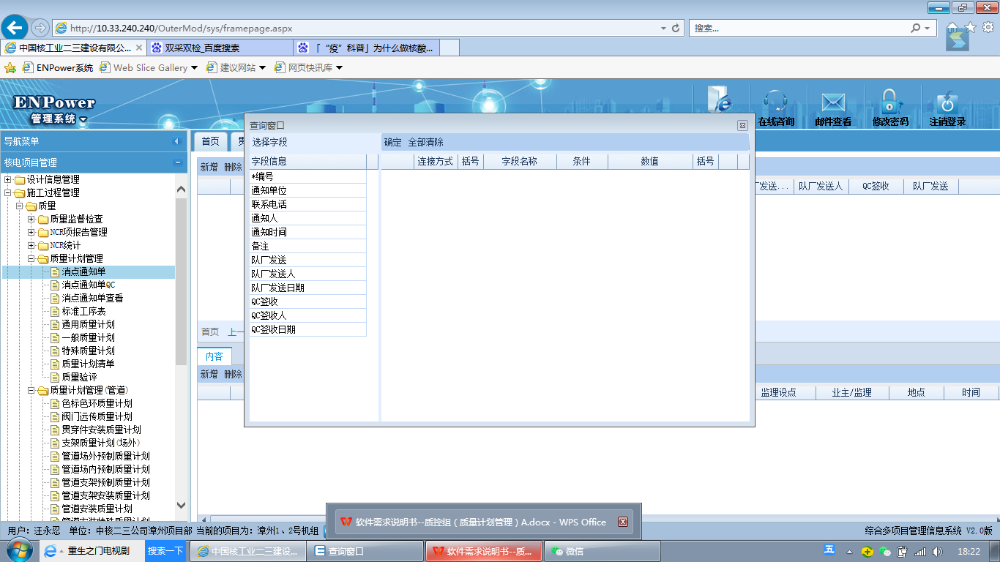 http://10.33.240.240/OuterMod/sys/framepage.aspx
搜索...
中国核工业二三建设有限公...
双采双检_百度搜索
「“疫”科普」为什么做核酸...
ENPower系统
Web Slice Gallery
建议网站
网页快讯库
ENPower
管理系统
在线咨询
邮件查看
修改密码
注销登录
导航菜单
核电项目管理
设计信息管理
施工过程管理
质量
质量监督检查
NCR项报告管理
NCR统计
质量计划管理
消点通知单
消点通知单QC
消点通知单查看
标准工序表
通用质量计划
一般质量计划
特殊质量计划
质量计划清单
质量验评
质量计划管理(管道)
色标色环质量计划
阀门远传质量计划
贯穿件安装质量计划
支架质量计划(场外)
管道场外预制质量计划
管道场内预制质量计划
管道支架预制质量计划
管道支架安装质量计划
管道安装质量计划
首页
新增 删除
查询窗口
选择字段
确定 全部清除
字段信息
连接方式 括号 字段名称 条件 数值 括号
*编号
通知单位
联系电话
通知人
通知时间
备注
队厂发送
队厂发送人
队厂发送日期
QC签收
QC签收人
QC签收日期
发送... 队厂发送人 QC签收 队厂发送
首页 上一
内容
新增 删除
监理设点 业主/监理 地点 时间
软件需求说明书--质控组（质量计划管理）A.docx - WPS Office
用户：汪永忍 单位：中核二三公司漳州项目部 当前的项目为：漳州1、2号机组
综合多项目管理信息系统 V2.0版
重生之门电视剧
搜索一下
中国核工业二三建设...
查询窗口
软件需求说明书--质...
微信
五
18:22